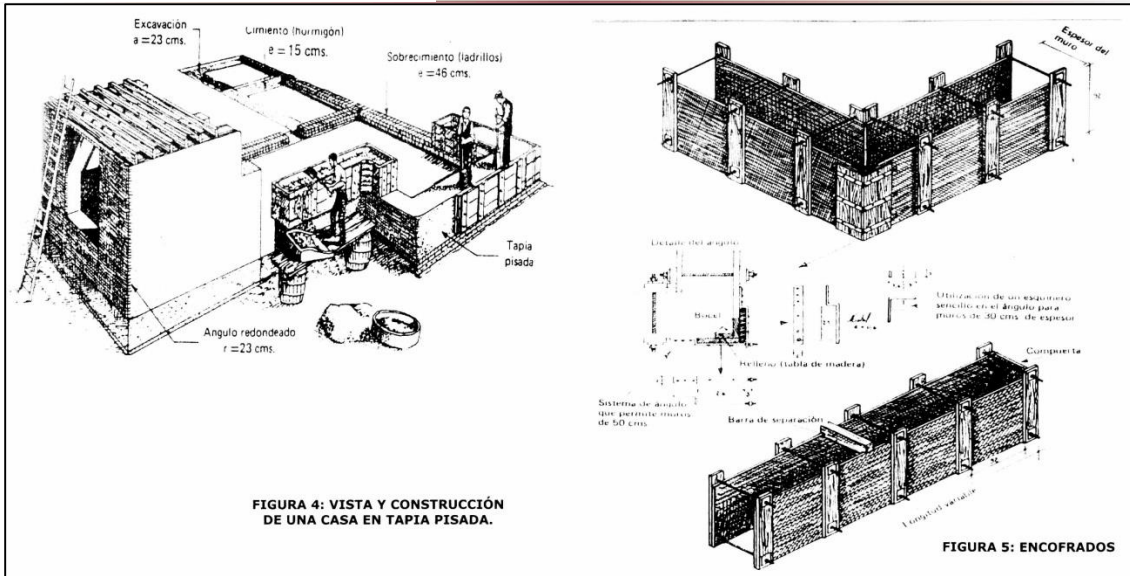 Excavación
a = 23 cms.
Cimiento (hormigón)
e = 15 cms.
Sobrecimiento (ladrillos)
e = 46 cms.
Tapia
pisada
Angulo redondeado
r = 23 cms.
FIGURA 4: VISTA Y CONSTRUCCIÓN
DE UNA CASA EN TAPIA PISADA.
Espesor del
muro
Detalle del ángulo
Bocel
Relleno (tabla de madera)
Sistema de ángulo
que permite muros
de 50 cms
Utilización de un esquinero
sencillo en el ángulo para
muros de 30 cms de espesor
Compuerta
Barra de separación
Longitud variable
FIGURA 5: ENCOFRADOS